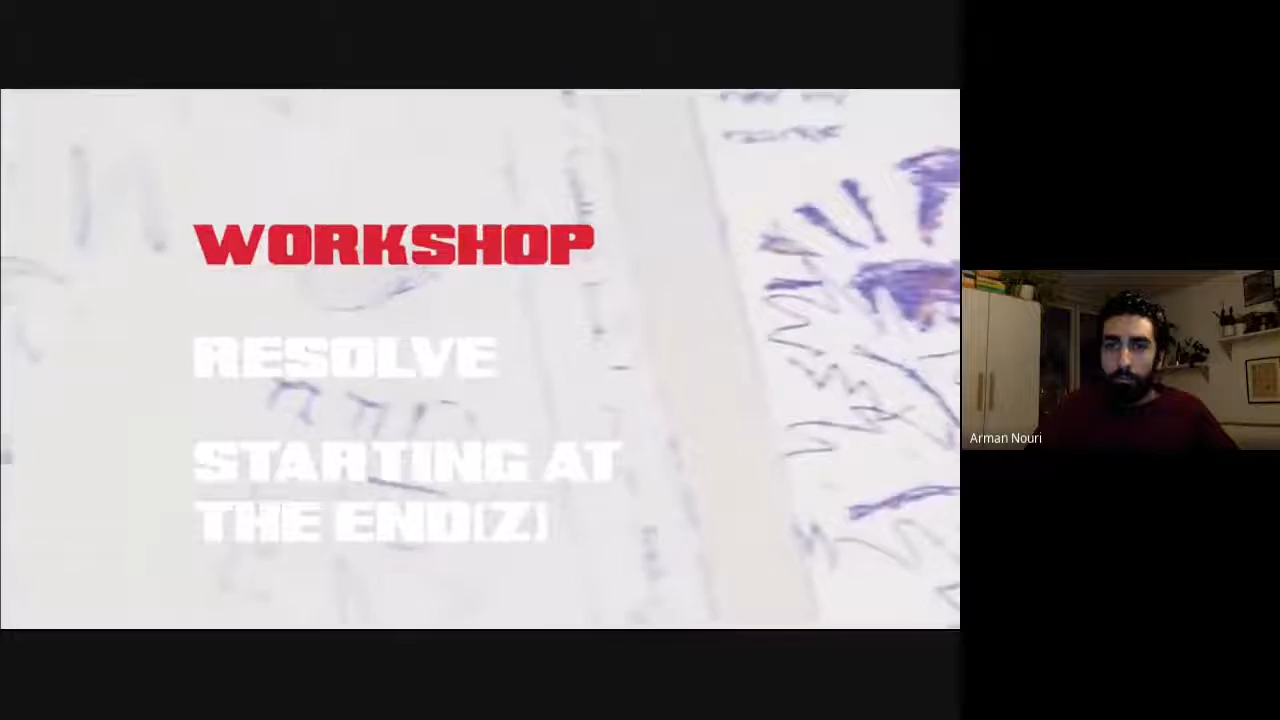 WORKSHOP
RESOLVE
STARTING AT
THE END(Z)
Arman Nouri